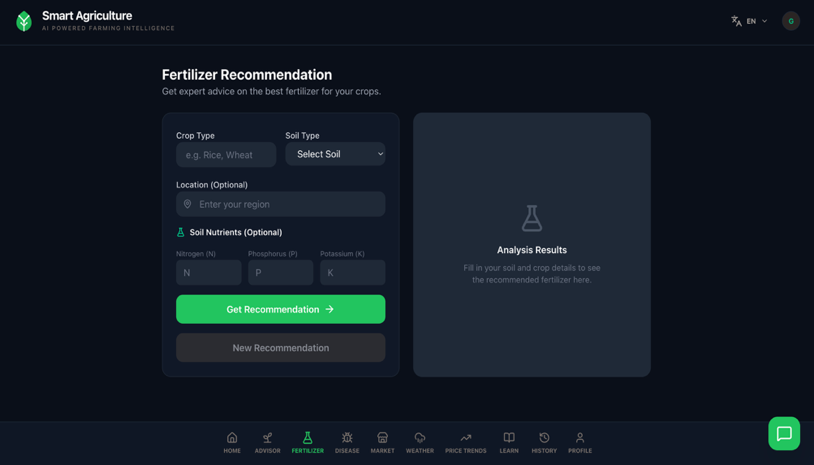 Smart Agriculture
AI POWERED FARMING INTELLIGENCE
EN
G
Fertilizer Recommendation
Get expert advice on the best fertilizer for your crops.
Crop Type
Soil Type
e.g. Rice, Wheat
Select Soil
Location (Optional)
Enter your region
Soil Nutrients (Optional)
Nitrogen (N)
Phosphorus (P)
Potassium (K)
N
P
K
Get Recommendation →
New Recommendation
Analysis Results
Fill in your soil and crop details to see
the recommended fertilizer here.
HOME
ADVISOR
FERTILIZER
DISEASE
MARKET
WEATHER
PRICE TRENDS
LEARN
HISTORY
PROFILE